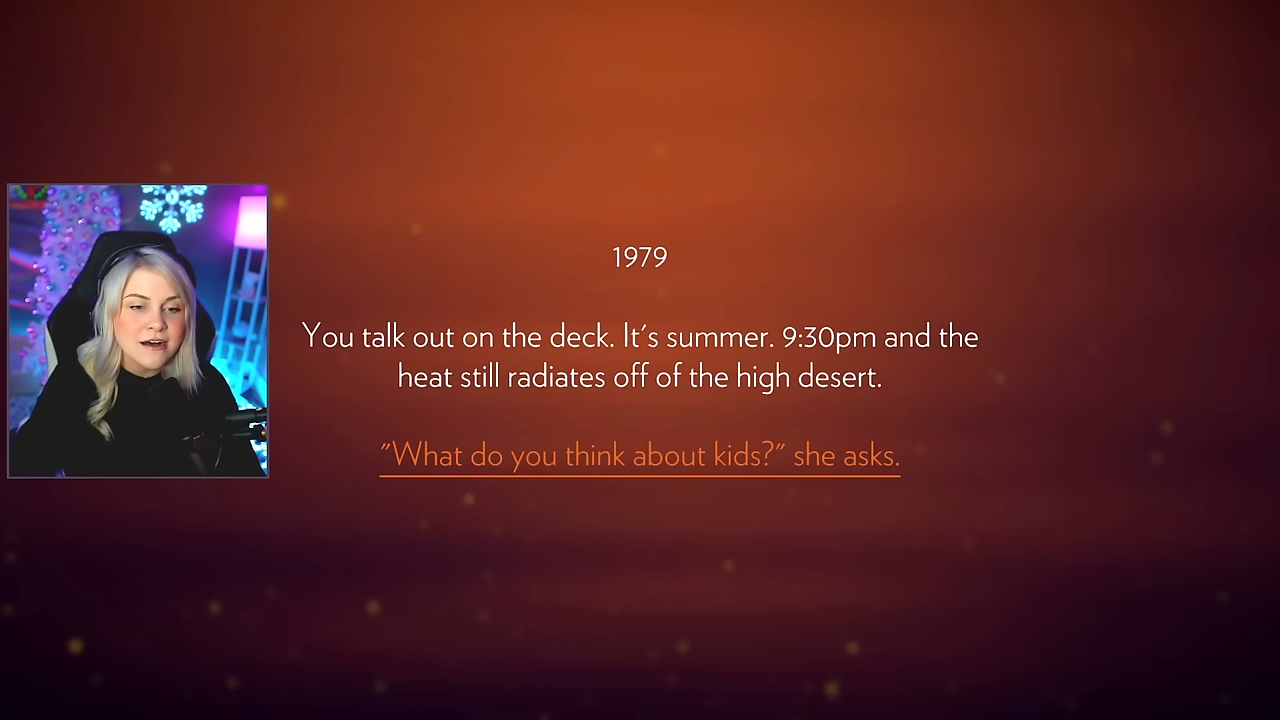 1979
You talk out on the deck. It's summer. 9:30pm and the
heat still radiates off of the high desert.
"What do you think about kids?" she asks.